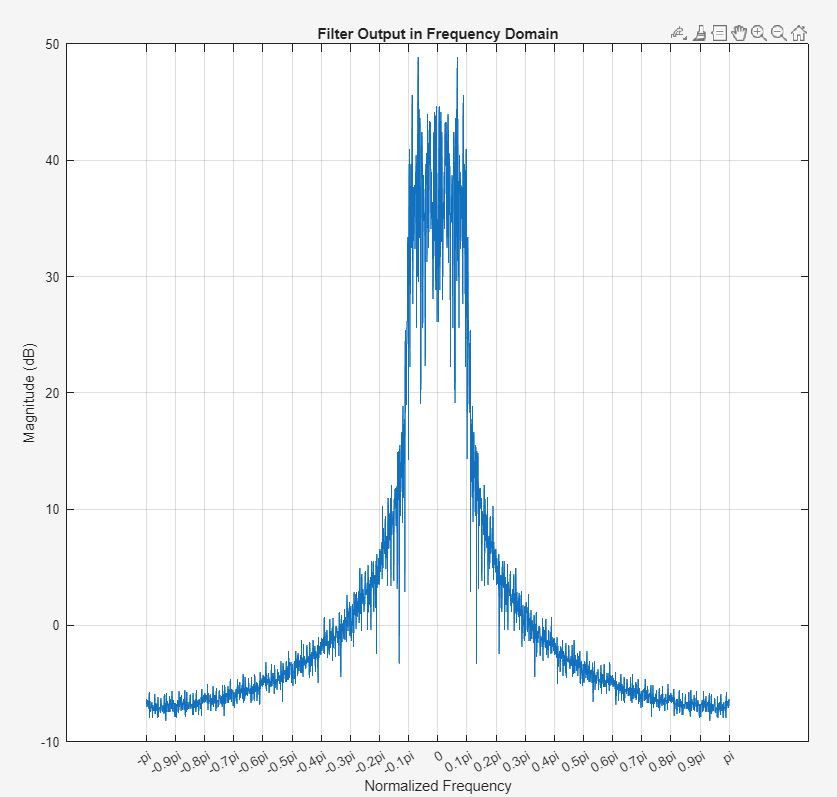 Filter Output in Frequency Domain
50
40
30
20
10
0
-10
Magnitude (dB)
-pi -0.9pi -0.8pi -0.7pi -0.6pi -0.5pi -0.4pi -0.3pi -0.2pi -0.1pi 0 0.1pi 0.2pi 0.3pi 0.4pi 0.5pi 0.6pi 0.7pi 0.8pi 0.9pi pi
Normalized Frequency